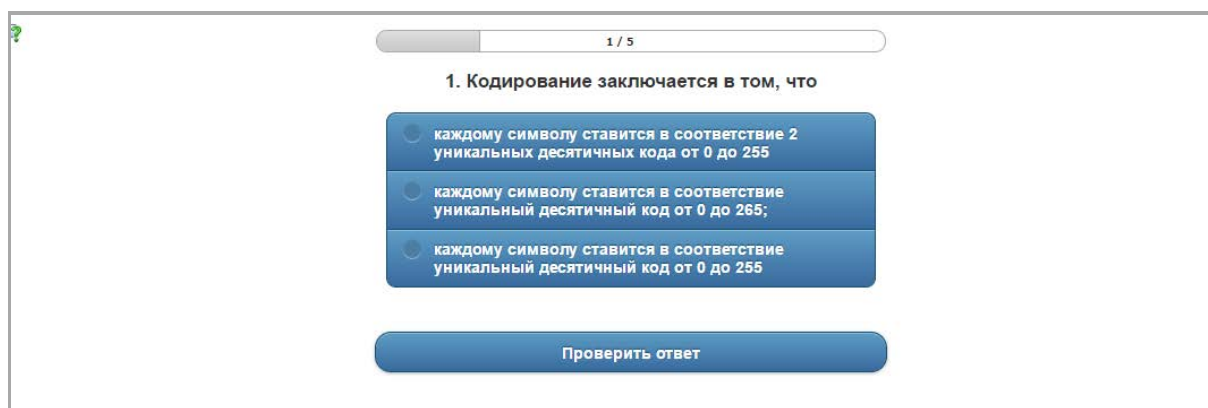 ?
1 / 5
1. Кодирование заключается в том, что
каждому символу ставится в соответствие 2
уникальных десятичных кода от 0 до 255
каждому символу ставится в соответствие
уникальный десятичный код от 0 до 265;
каждому символу ставится в соответствие
уникальный десятичный код от 0 до 255
Проверить ответ